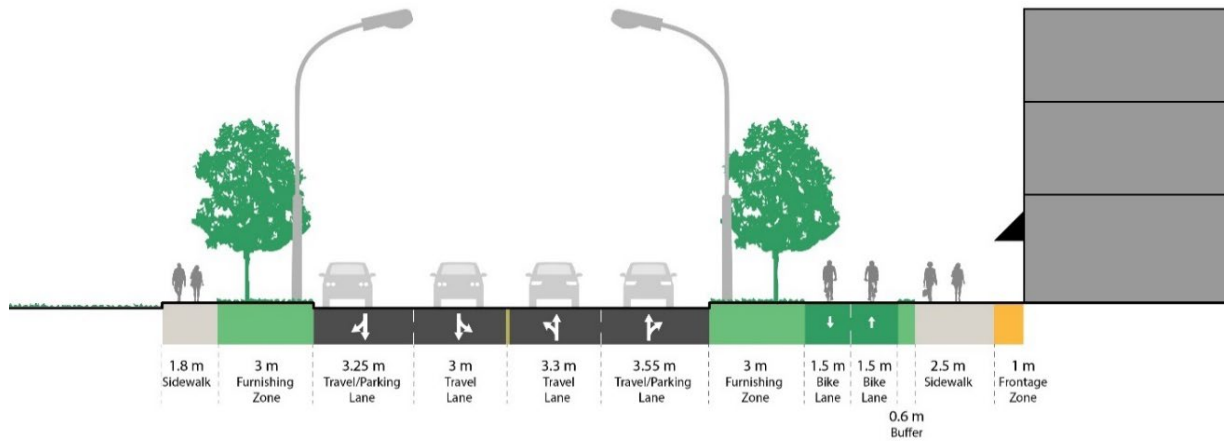 1.8 m
Sidewalk
3 m
Furnishing
Zone
3.25 m
Travel/Parking
Lane
3 m
Travel
Lane
3.3 m
Travel
Lane
3.55 m
Travel/Parking
Lane
3 m
Furnishing
Zone
1.5 m
Bike
Lane
1.5 m
Bike
Lane
0.6 m
Buffer
2.5 m
Sidewalk
1 m
Frontage
Zone